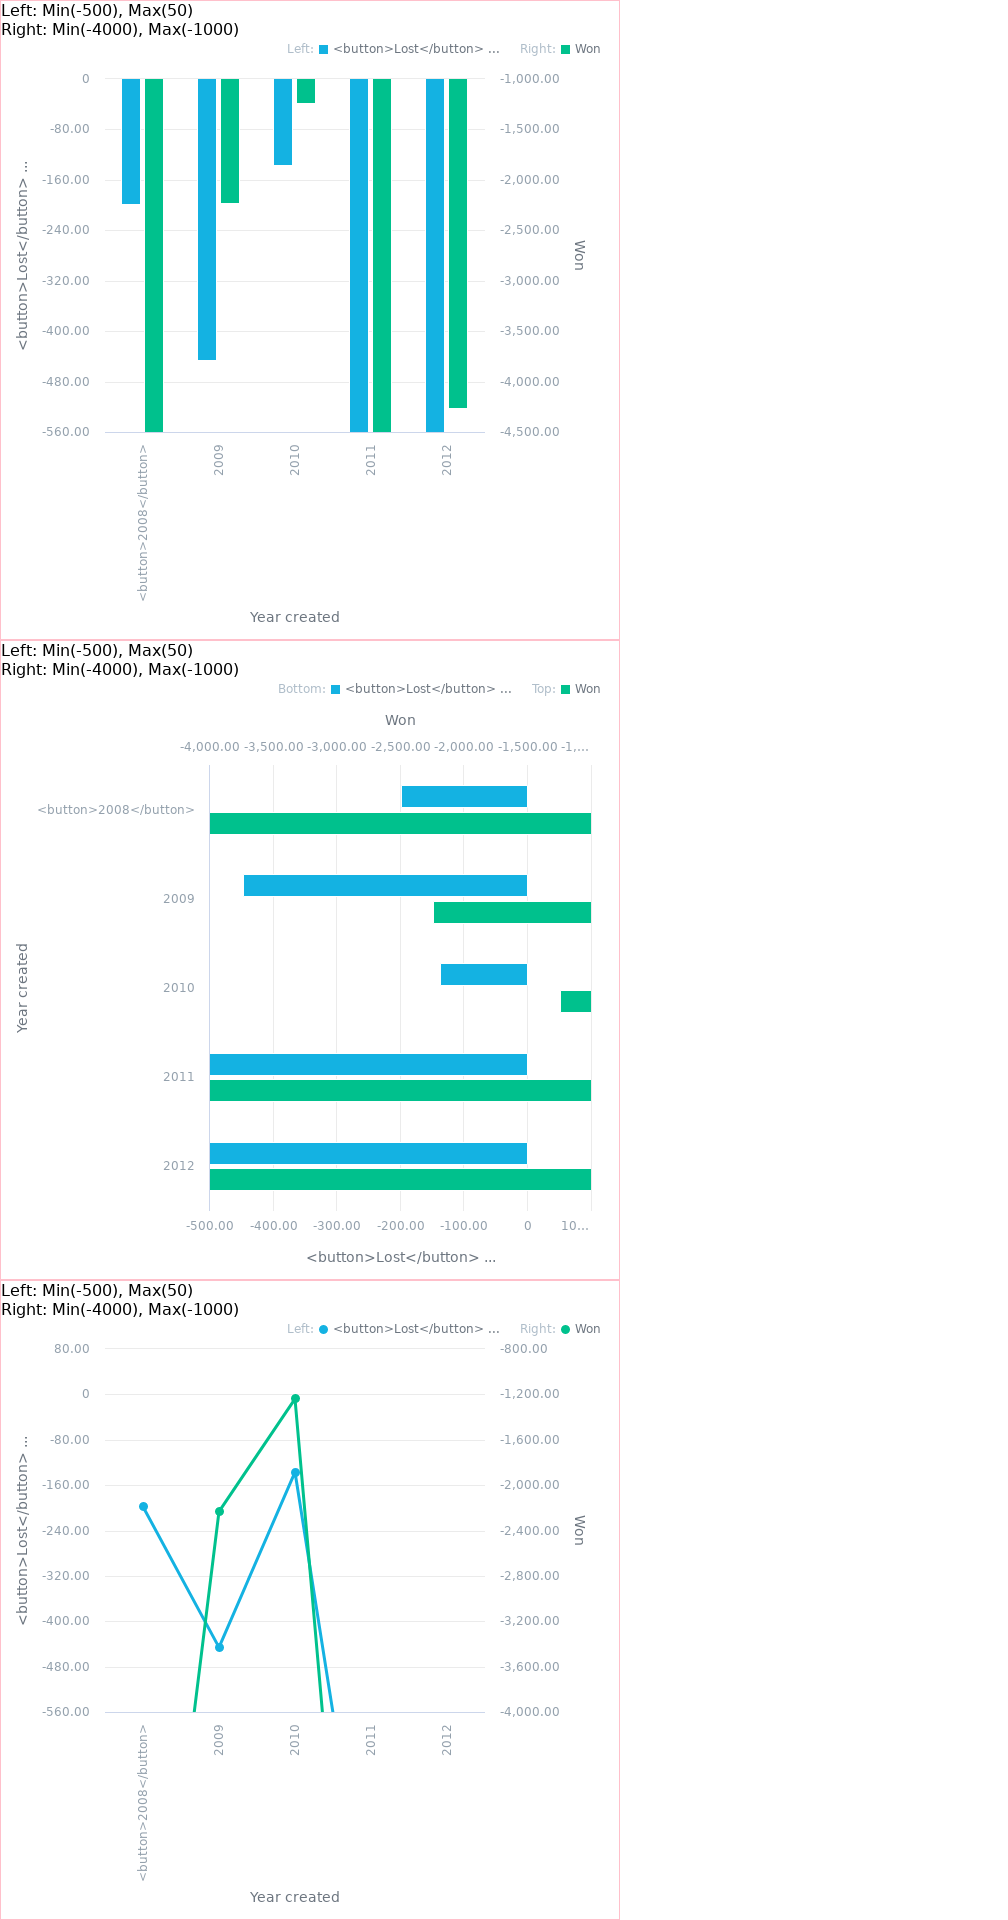 Left: Min(-500), Max(50)
Right: Min(-4000), Max(-1000)
Left: <button>Lost</button> ... Right: Won
0 -1,000.00
-80.00 -1,500.00
-160.00 -2,000.00
-240.00 -2,500.00
-320.00 -3,000.00
-400.00 -3,500.00
-480.00 -4,000.00
-560.00 -4,500.00
<button>Lost</button> ...
Won
<button>2008</button> 2009 2010 2011 2012
Year created
Left: Min(-500), Max(50)
Right: Min(-4000), Max(-1000)
Bottom: <button>Lost</button> ... Top: Won
Won
-4,000.00 -3,500.00 -3,000.00 -2,500.00 -2,000.00 -1,500.00 -1,...
<button>2008</button>
2009
2010
2011
2012
Year created
-500.00 -400.00 -300.00 -200.00 -100.00 0 10...
<button>Lost</button> ...
Left: Min(-500), Max(50)
Right: Min(-4000), Max(-1000)
Left: <button>Lost</button> ... Right: Won
80.00 -800.00
0 -1,200.00
-80.00 -1,600.00
-160.00 -2,000.00
-240.00 -2,400.00
-320.00 -2,800.00
-400.00 -3,200.00
-480.00 -3,600.00
-560.00 -4,000.00
<button>Lost</button> ...
Won
<button>2008</button> 2009 2010 2011 2012
Year created